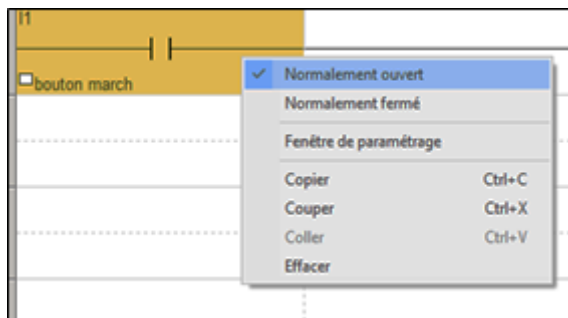 I1
bouton march
Normalement ouvert
Normalement fermé
Fenêtre de paramétrage
Copier Ctrl+C
Couper Ctrl+X
Coller Ctrl+V
Effacer